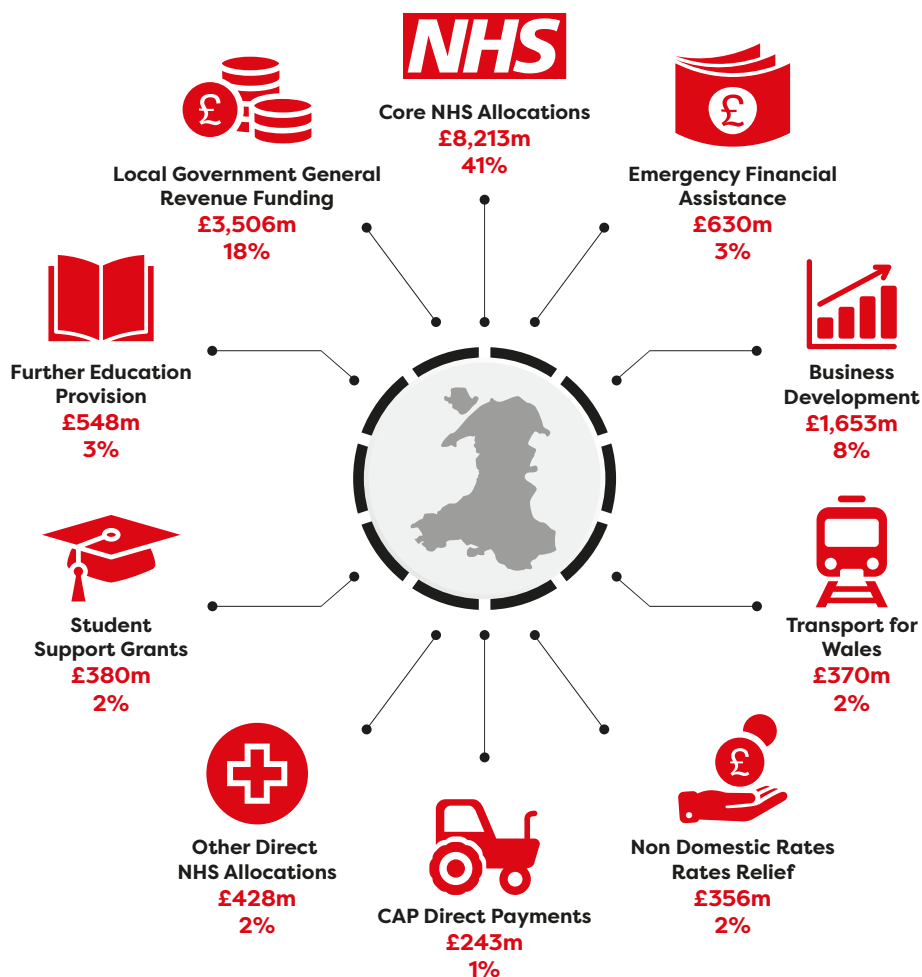 NHS
Core NHS Allocations
£8,213m
41%
£
Emergency Financial
Assistance
£630m
3%
Business
Development
£1,653m
8%
Transport for
Wales
£370m
2%
£
Non Domestic Rates
Rates Relief
£356m
2%
CAP Direct Payments
£243m
1%
Other Direct
NHS Allocations
£428m
2%
Student
Support Grants
£380m
2%
Further Education
Provision
£548m
3%
£
Local Government General
Revenue Funding
£3,506m
18%